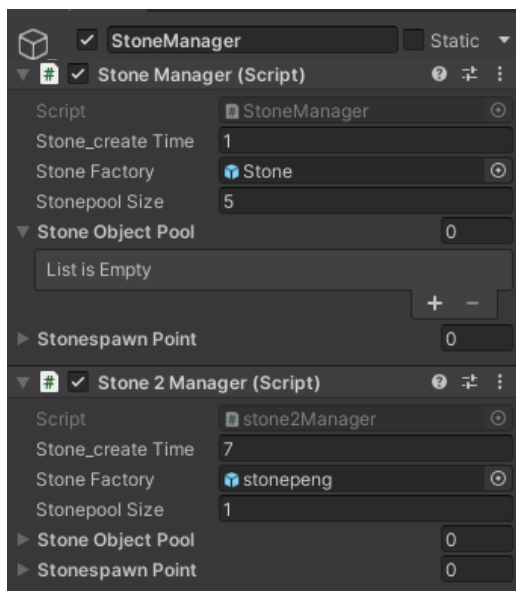 StoneManager Static
# Stone Manager (Script)
Script StoneManager
Stone_create Time 1
Stone Factory Stone
Stonepool Size 5
Stone Object Pool 0
List is Empty
+ −
Stonespawn Point 0
# Stone 2 Manager (Script)
Script stone2Manager
Stone_create Time 7
Stone Factory stonepeng
Stonepool Size 1
Stone Object Pool 0
Stonespawn Point 0